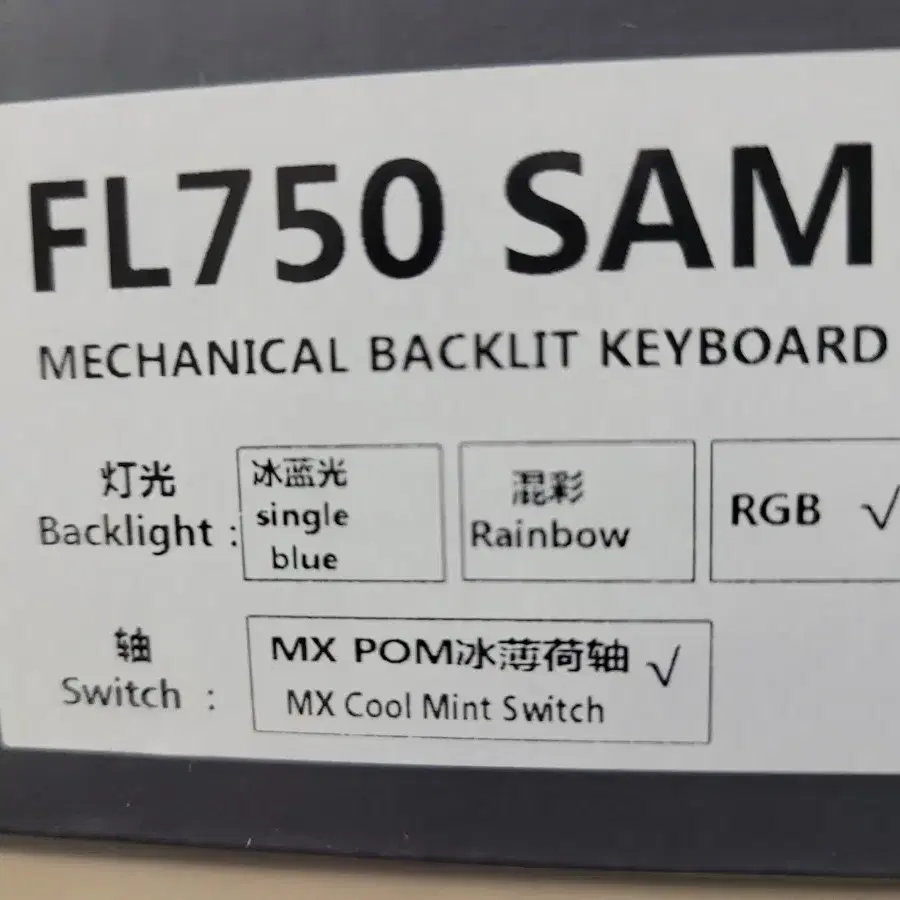 FL750 SAM
MECHANICAL BACKLIT KEYBOARD
灯光
Backlight :
冰蓝光
single
blue
混彩
Rainbow
RGB √
轴
Switch :
MX POM冰薄荷轴 √
MX Cool Mint Switch